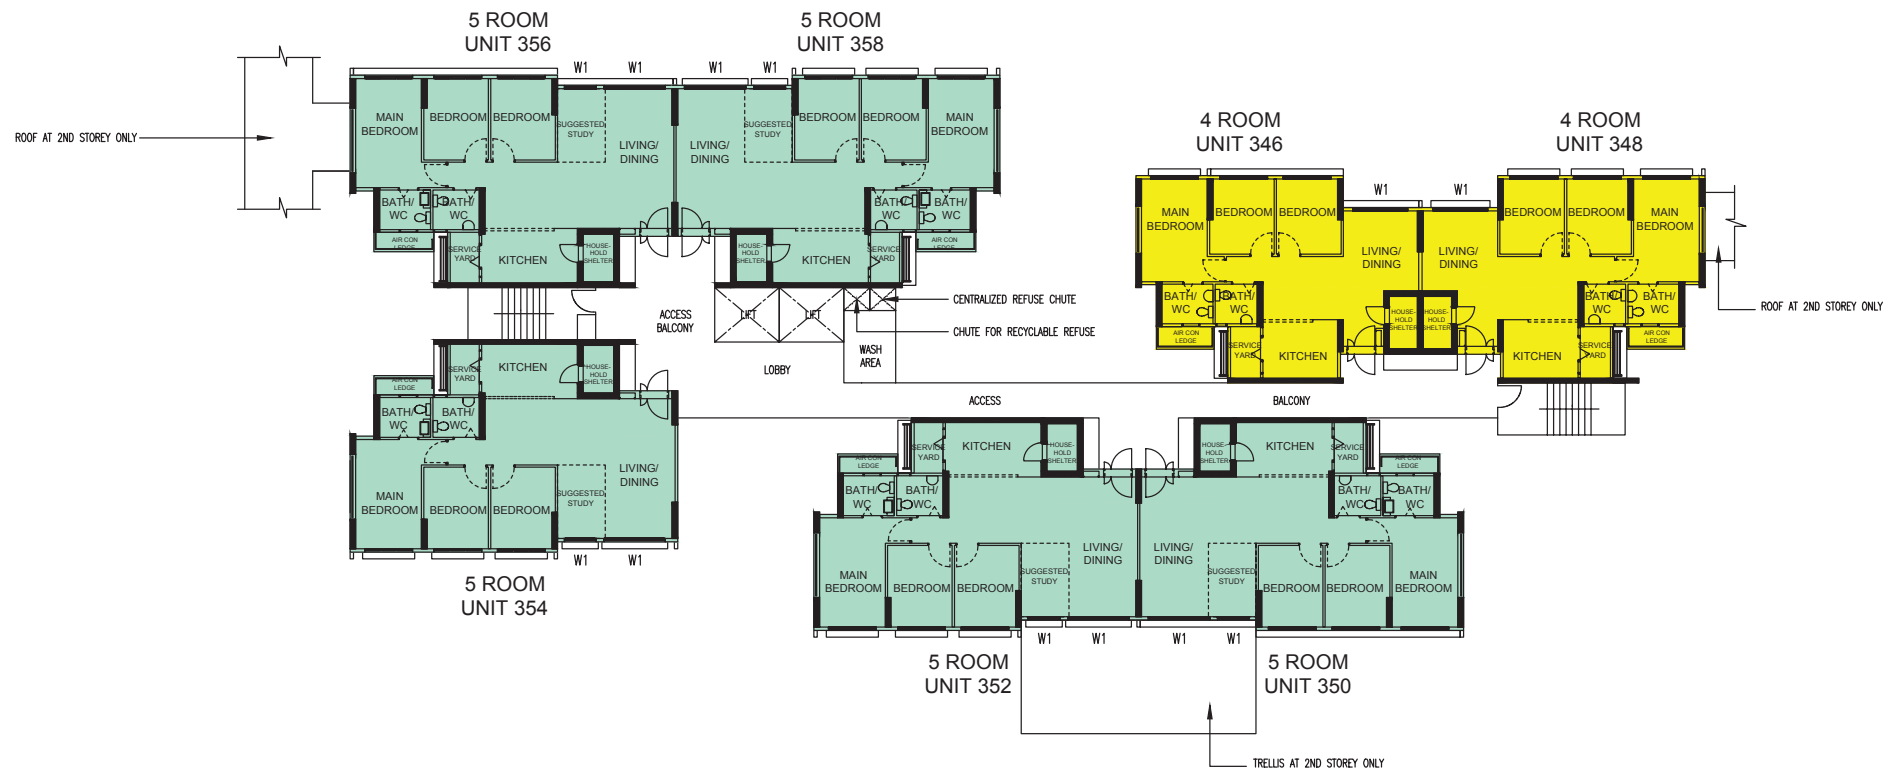 5 ROOM
UNIT 356
5 ROOM
UNIT 358
W1
W1
W1
W1
ROOF AT 2ND STOREY ONLY
MAIN
BEDROOM
BEDROOM
BEDROOM
SUGGESTED
STUDY
LIVING/
DINING
LIVING/
DINING
SUGGESTED
STUDY
BEDROOM
BEDROOM
MAIN
BEDROOM
BATH/
WC
BATH/
WC
AIR CON
LEDGE
SERVICE
YARD
KITCHEN
HOUSE-
HOLD
SHELTER
HOUSE-
HOLD
SHELTER
KITCHEN
SERVICE
YARD
BATH/
WC
BATH/
WC
AIR CON
LEDGE
4 ROOM
UNIT 346
4 ROOM
UNIT 348
W1
W1
MAIN
BEDROOM
BEDROOM
BEDROOM
LIVING/
DINING
LIVING/
DINING
BEDROOM
BEDROOM
MAIN
BEDROOM
BATH/
WC
BATH/
WC
AIR CON
LEDGE
SERVICE
YARD
KITCHEN
HOUSE-
HOLD
SHELTER
HOUSE-
HOLD
SHELTER
KITCHEN
SERVICE
YARD
BATH/
WC
BATH/
WC
AIR CON
LEDGE
ROOF AT 2ND STOREY ONLY
ACCESS
BALCONY
LIFT
LIFT
CENTRALIZED REFUSE CHUTE
CHUTE FOR RECYCLABLE REFUSE
WASH
AREA
LOBBY
ACCESS
BALCONY
SERVICE
YARD
KITCHEN
HOUSE-
HOLD
SHELTER
AIR CON
LEDGE
BATH/
WC
BATH/
WC
MAIN
BEDROOM
BEDROOM
BEDROOM
SUGGESTED
STUDY
LIVING/
DINING
W1
W1
5 ROOM
UNIT 354
SERVICE
YARD
KITCHEN
HOUSE-
HOLD
SHELTER
HOUSE-
HOLD
SHELTER
KITCHEN
SERVICE
YARD
AIR CON
LEDGE
BATH/
WC
BATH/
WC
BATH/
WC
BATH/
WC
AIR CON
LEDGE
MAIN
BEDROOM
BEDROOM
BEDROOM
SUGGESTED
STUDY
LIVING/
DINING
LIVING/
DINING
SUGGESTED
STUDY
BEDROOM
BEDROOM
MAIN
BEDROOM
W1
W1
W1
W1
5 ROOM
UNIT 352
5 ROOM
UNIT 350
TRELLIS AT 2ND STOREY ONLY